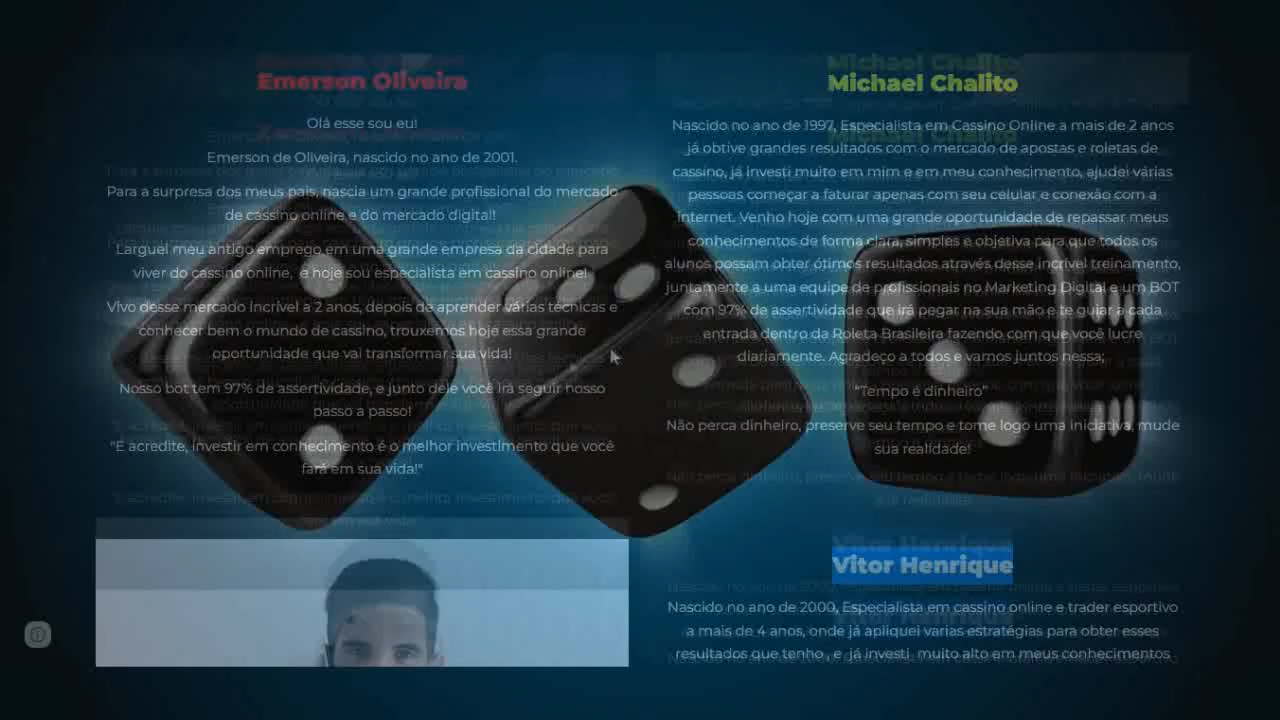 Emerson Oliveira
Olá esse sou eu!
Emerson de Oliveira, nascido no ano de 2001.
Para a surpresa dos meus pais, nascia um grande profissional do mercado
de cassino online e do mercado digital!
Larguei meu antigo emprego em uma grande empresa da cidade para
viver do cassino online, e hoje sou especialista em cassino online!
Vivo desse mercado incrível a 2 anos, depois de aprender várias técnicas e
conhecer bem o mundo de cassino, trouxemos hoje essa grande
oportunidade que vai transformar sua vida!
Nosso bot tem 97% de assertividade, e junto dele você irá seguir nosso
passo a passo!
"E acredite, investir em conhecimento é o melhor investimento que você
fará em sua vida!"
Michael Chalito
Nascido no ano de 1997, Especialista em Cassino Online a mais de 2 anos
já obtive grandes resultados com o mercado de apostas e roletas de
cassino, já investi muito em mim e em meu conhecimento, ajudei várias
pessoas começar a faturar apenas com seu celular e conexão com a
internet. Venho hoje com uma grande oportunidade de repassar meus
conhecimentos de forma clara, simples e objetiva para que todos os
alunos possam obter ótimos resultados através desse incrível treinamento,
juntamente a uma equipe de profissionais no Marketing Digital e um BOT
com 97% de assertividade que irá pegar na sua mão e te guiar a cada
entrada dentro da Roleta Brasileira fazendo com que você lucre
diariamente. Agradeço a todos e vamos juntos nessa;
"Tempo é dinheiro"
Não perca dinheiro, preserve seu tempo e tome logo uma iniciativa, mude
sua realidade!
Vitor Henrique
Nascido no ano de 2000, Especialista em cassino online e trader esportivo
a mais de 4 anos, onde já apliquei varias estratégias para obter esses
resultados que tenho , e já investi muito alto em meus conhecimentos